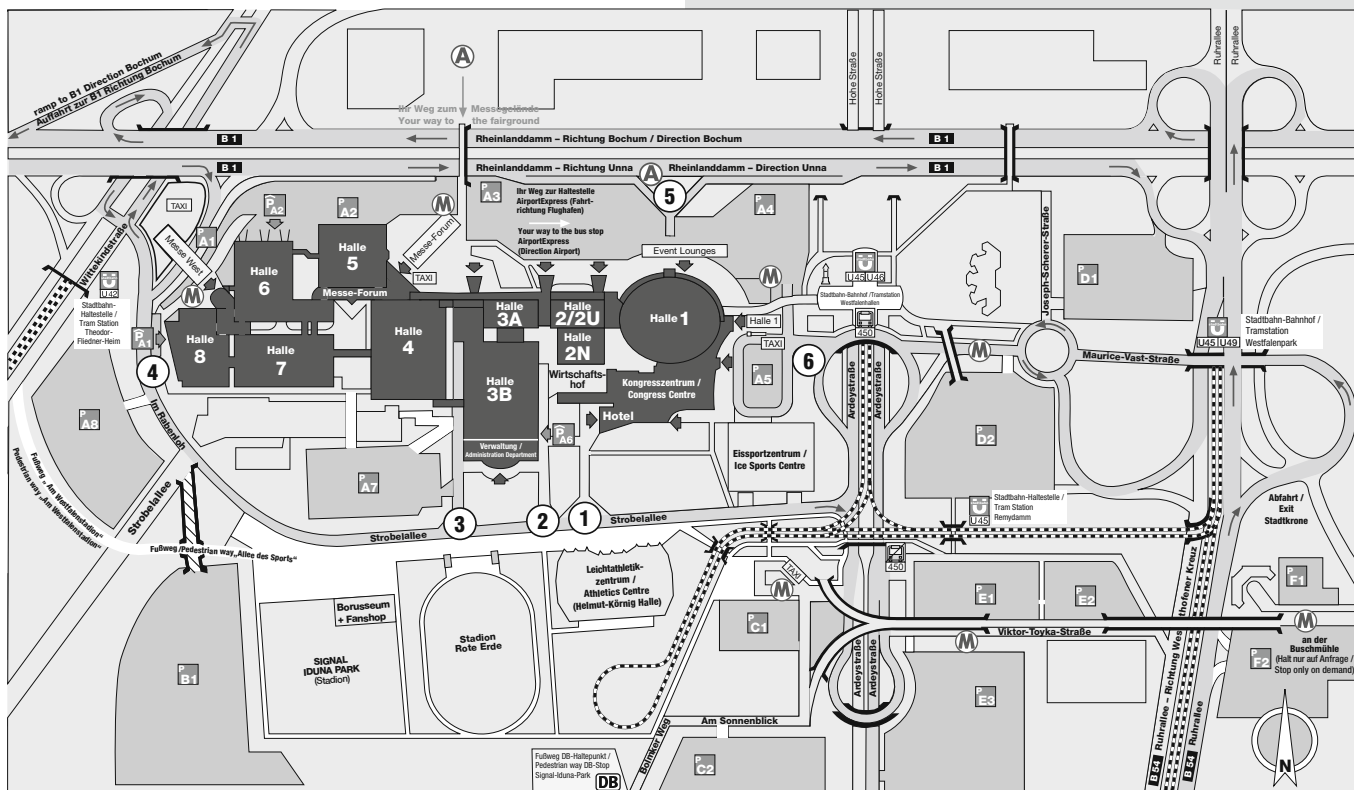 ramp to B1 Direction Bochum
Auffahrt zur B1 Richtung Bochum
A
Ihr Weg zum Messegelände
Your way to the fairground
Hohe Straße
Hohe Straße
Ruhrallee
Ruhrallee
B 1
Rheinlanddamm – Richtung Bochum / Direction Bochum
B 1
B 1
Rheinlanddamm – Richtung Unna
Rheinlanddamm – Direction Unna
B 1
Wittekindstraße
TAXI
Messe West
P A1
P A2
P A2
M
Messe-Forum
TAXI
P A3
Ihr Weg zur Haltestelle
AirportExpress (Fahrt-
richtung Flughafen)
Your way to the bus stop
AirportExpress
(Direction Airport)
A
5
P A4
Event Lounges
M
U45 U46
Stadtbahn-Bahnhof / Tramstation
Westfalenhallen
450
Joseph-Scherer-Straße
P D1
Stadtbahn-Bahnhof /
Tramstation
Westfalenpark
U45 U49
Maurice-Vast-Straße
M
U42
Stadtbahn-
Haltestelle /
Tram Station
Theodor-
Fliedner-Heim
P A1
M
4
Halle
6
Halle
5
Messe-Forum
Halle
8
Halle
7
Halle
4
Halle
3A
Halle
2/2U
Halle
2N
Halle 1
Halle 1
TAXI
P A5
6
Halle
3B
Wirtschafts-
hof
Kongresszentrum /
Congress Centre
Hotel
Verwaltung /
Administration Department
P A6
Ardeystraße
Ardeystraße
P D2
Eissportzentrum /
Ice Sports Centre
P A8
Im Rabenloh
P A7
Fußweg „Am Westfalenstadion“
Pedestrian way „Am Westfalenstadion“
Strobelallee
Fußweg/Pedestrian way„Allee des Sports“
Strobelallee
3
2
1
Strobelallee
U45
Stadtbahn-Haltestelle /
Tram Station
Remydamm
Abfahrt /
Exit
Stadtkrone
450
TAXI
M
Leichtathletik-
zentrum /
Athletics Centre
(Helmut-Körnig Halle)
Borusseum
+ Fanshop
Stadion
Rote Erde
SIGNAL
IDUNA PARK
(Stadion)
P B1
P C1
P E1
P E2
P F1
Viktor-Toyka-Straße
M
M
an der
Buschmühle
(Halt nur auf Anfrage /
Stop only on demand)
P F2
Ardeystraße
Ardeystraße
P E3
Am Sonnenblick
Bolmker Weg
P C2
Fußweg DB-Haltepunkt /
Pedestrian way DB-Stop
Signal-Iduna-Park
DB
B 54
Ruhrallee – Richtung Westhofener Kreuz
B 54
Ruhrallee
N